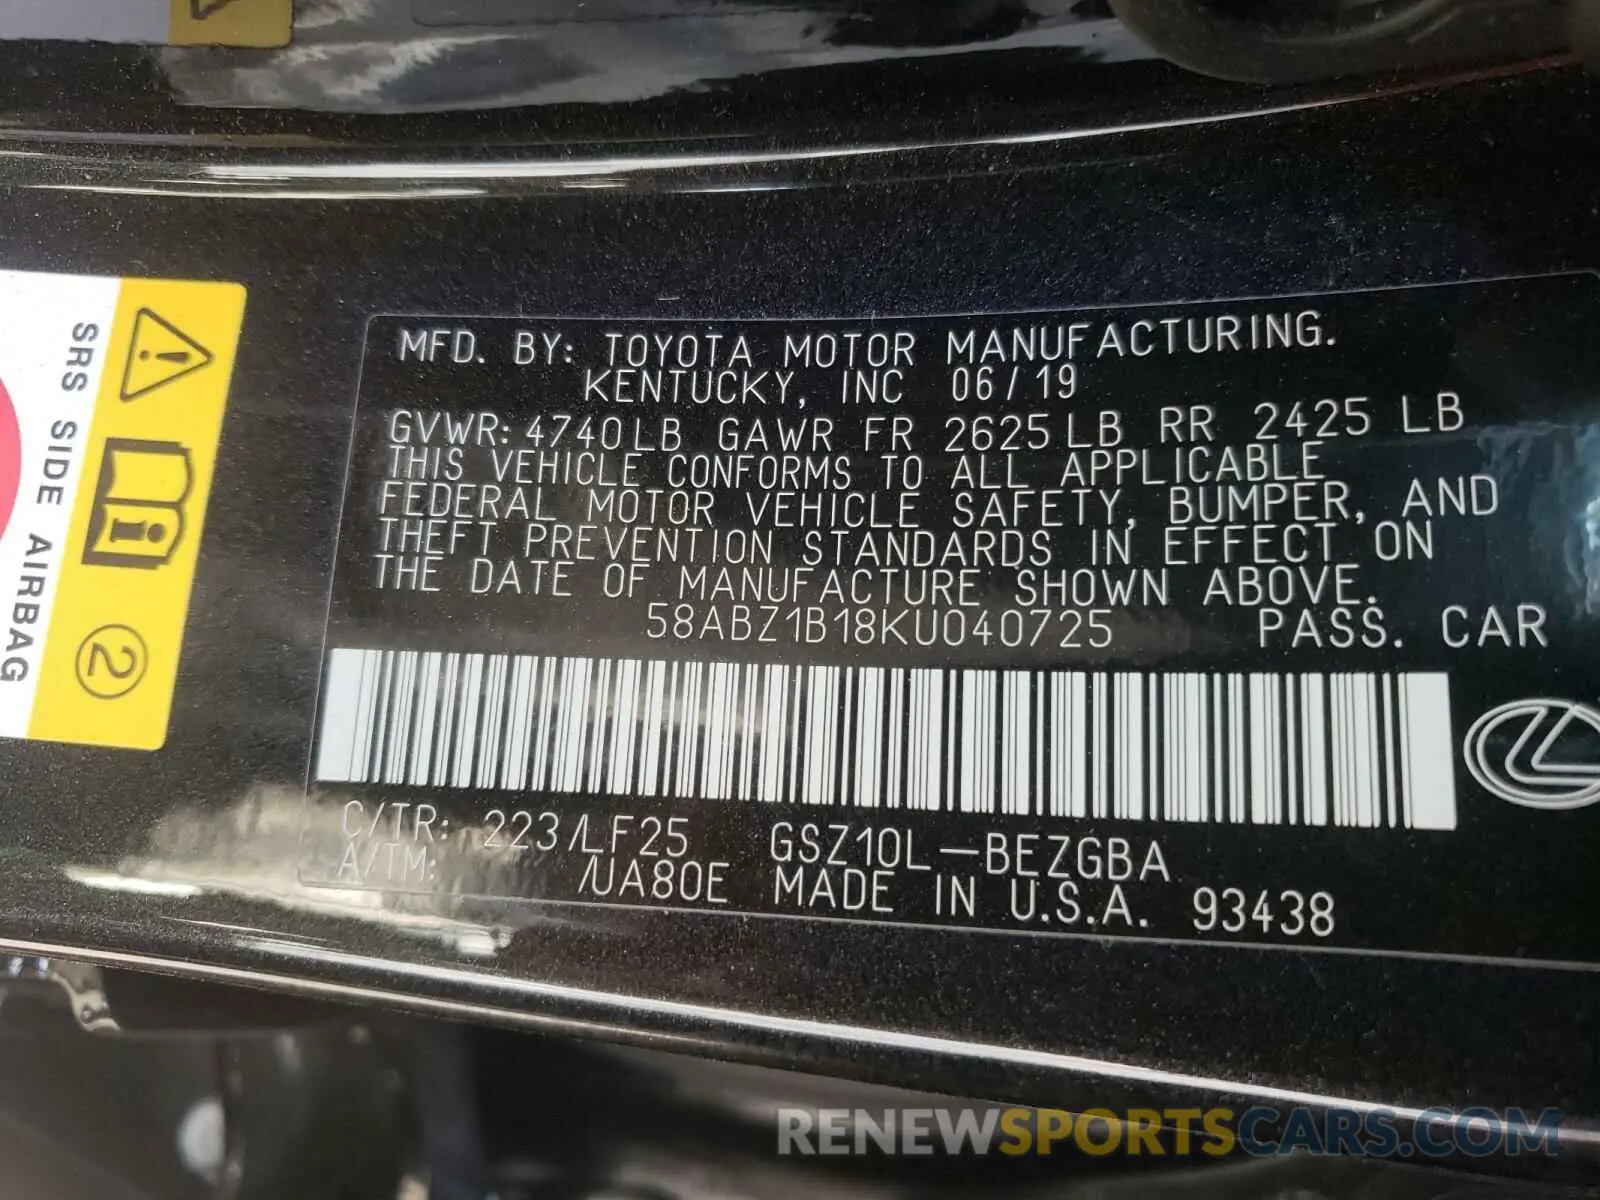 MFD. BY: TOYOTA MOTOR MANUFACTURING.
KENTUCKY, INC 06/19
GVWR: 4740LB GAWR FR 2625LB RR 2425 LB
THIS VEHICLE CONFORMS TO ALL APPLICABLE
FEDERAL MOTOR VEHICLE SAFETY, BUMPER, AND
THEFT PREVENTION STANDARDS IN EFFECT ON
THE DATE OF MANUFACTURE SHOWN ABOVE.
58ABZ1B18KU040725 PASS. CAR
C/TR: 223/LF25 GSZ10L-BEZGBA
A/TM: /UA80E MADE IN U.S.A. 93438
SRS SIDE AIRBAG
2
RENEWSPORTSCARS.COM